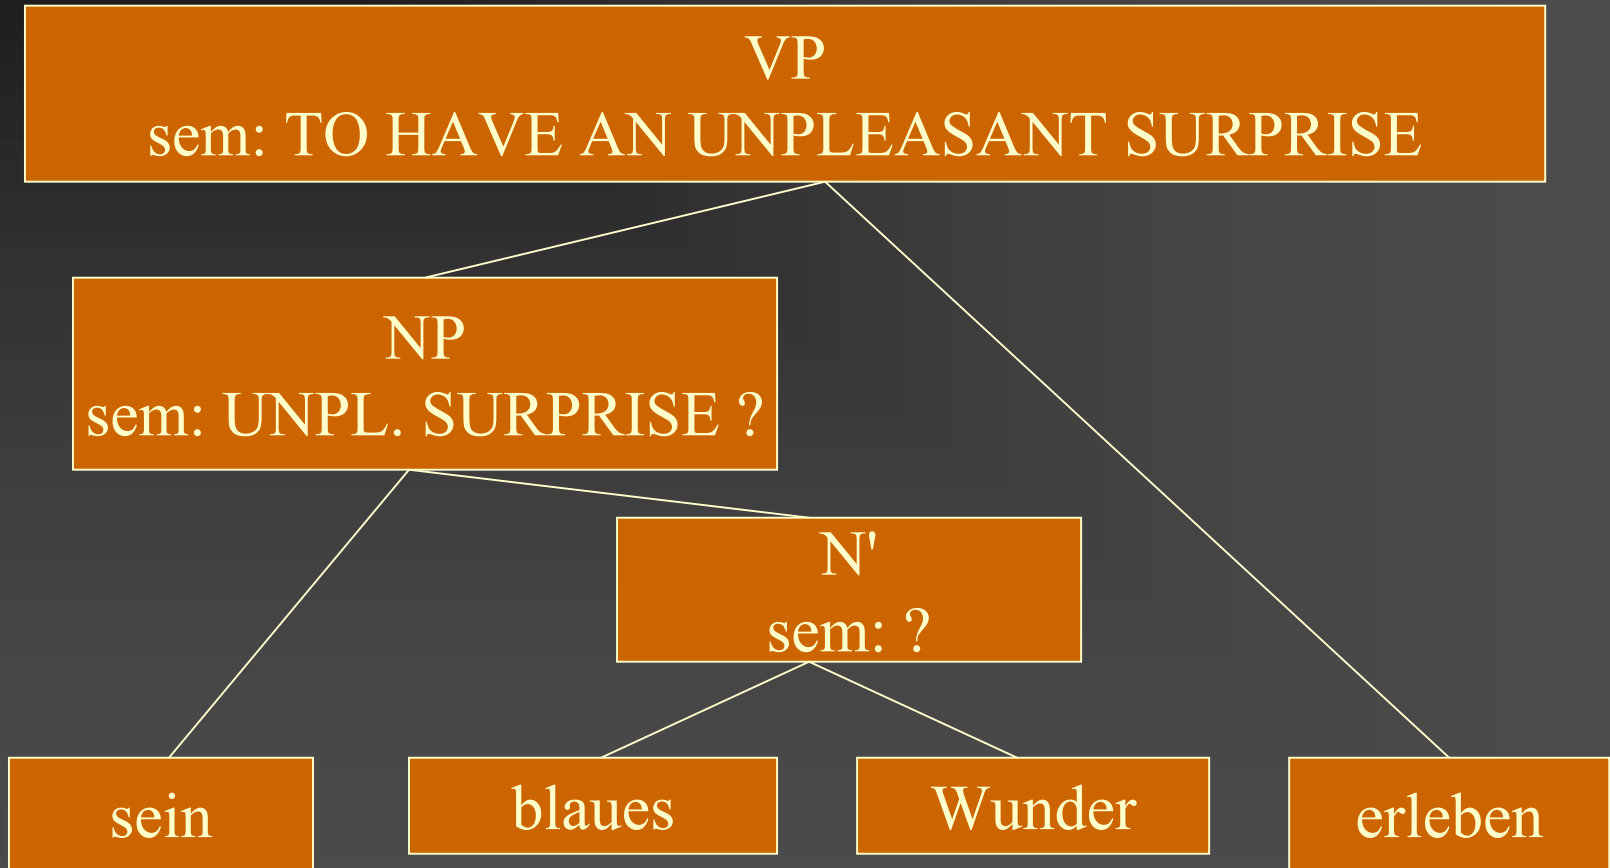 VP
sem: TO HAVE AN UNPLEASANT SURPRISE
NP
sem: UNPL. SURPRISE ?
N'
sem: ?
sein
blaues
Wunder
erleben